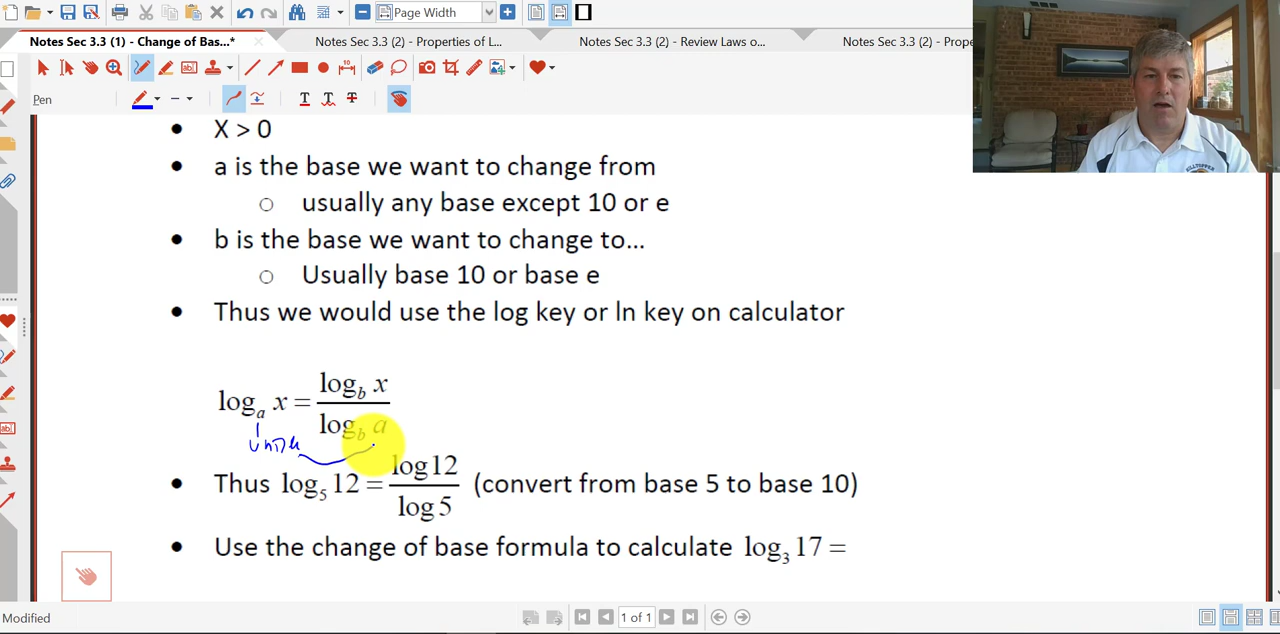 Page Width
Notes Sec 3.3 (1) - Change of Bas...*
Notes Sec 3.3 (2) - Properties of L...
Notes Sec 3.3 (2) - Review Laws o...
Notes Sec 3.3 (2) - Prope
Pen
HILLTOPPER
• X > 0
• a is the base we want to change from
○ usually any base except 10 or e
• b is the base we want to change to...
○ Usually base 10 or base e
• Thus we would use the log key or ln key on calculator
logₐ x = log_b x / log_b a
• Thus log₅ 12 = log 12 / log 5 (convert from base 5 to base 10)
• Use the change of base formula to calculate log₃ 17 =
Modified
1 of 1